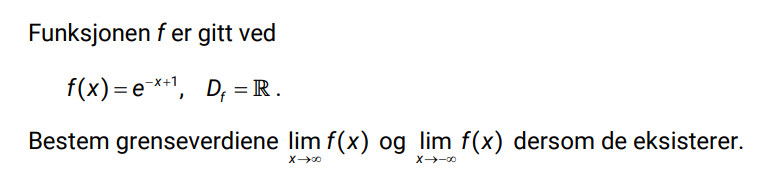 Funksjonen f er gitt ved
f(x) = e^{-x+1}, D_f = ℝ.
Bestem grenseverdiene lim_{x→∞} f(x) og lim_{x→-∞} f(x) dersom de eksisterer.